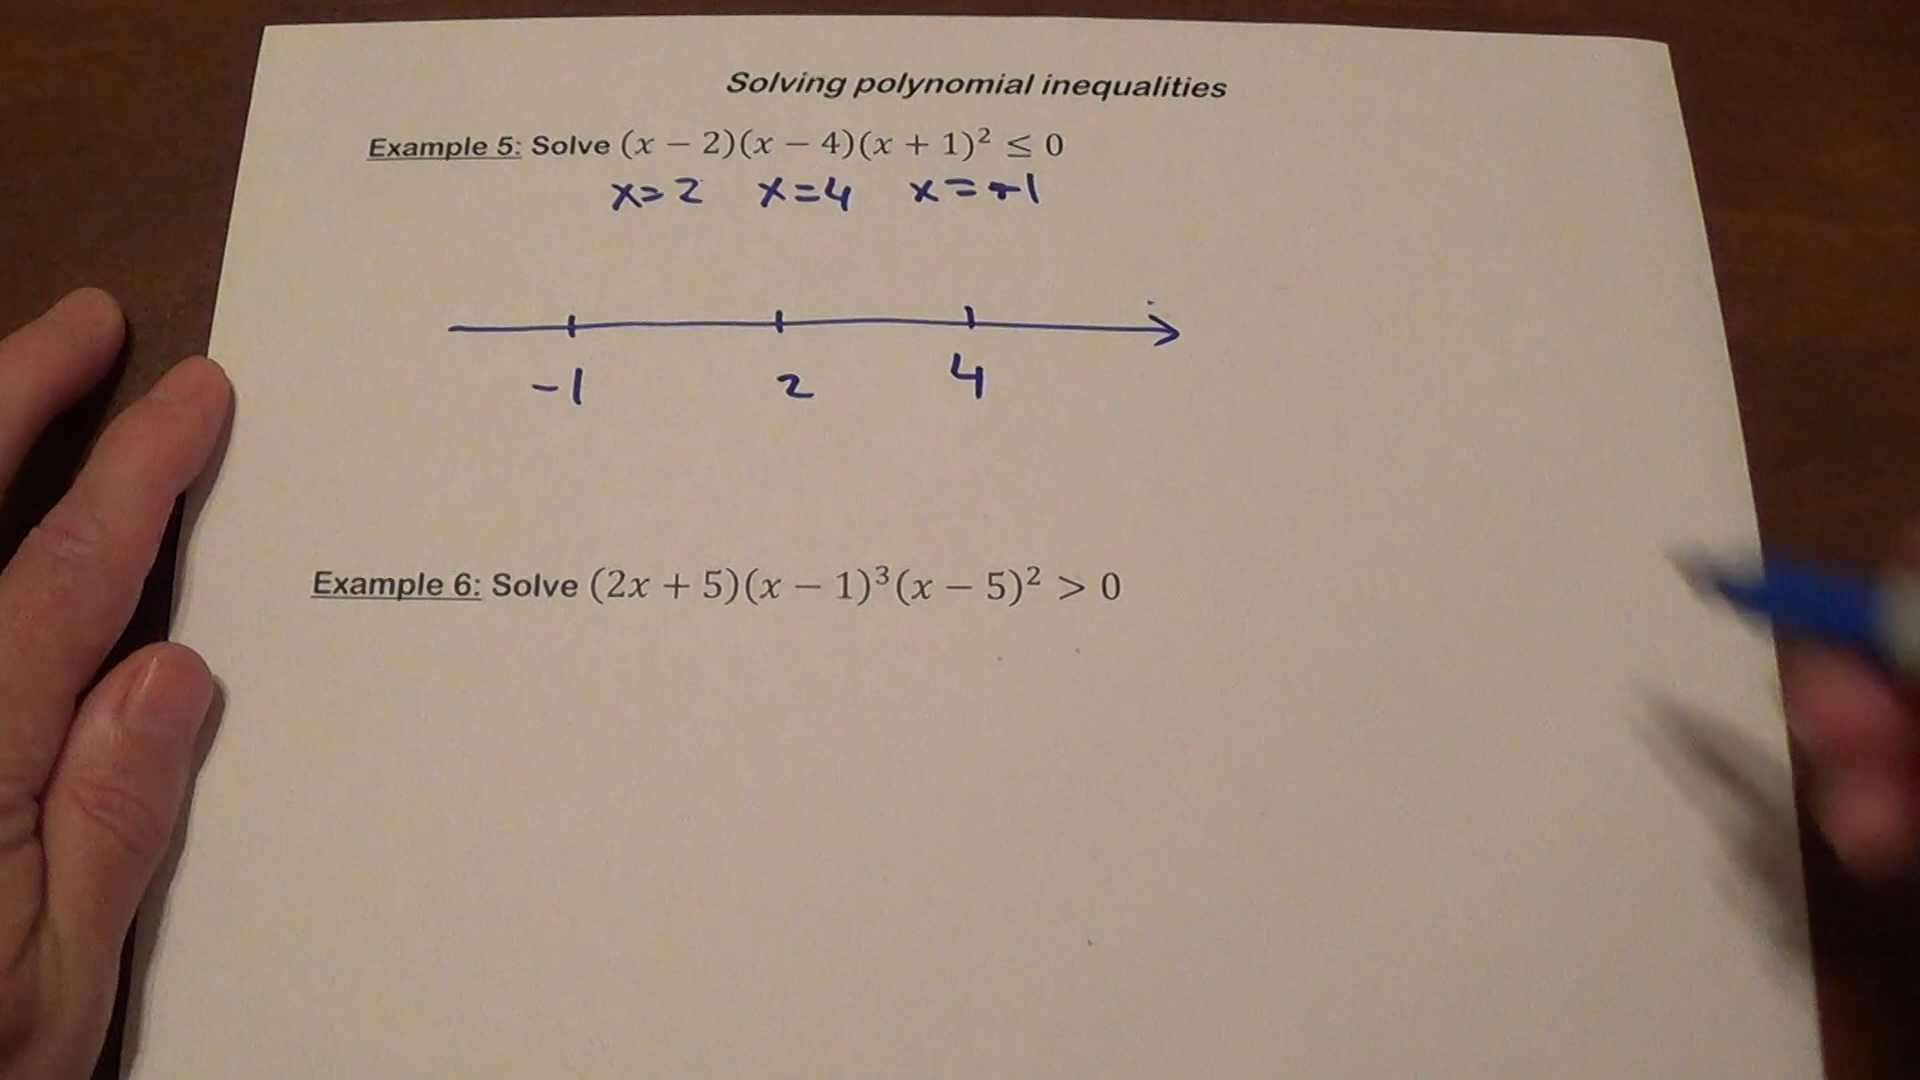 Solving polynomial inequalities
Example 5: Solve (x − 2)(x − 4)(x + 1)² ≤ 0
x=2 x=4 x=-1
-1 2 4
Example 6: Solve (2x + 5)(x − 1)³(x − 5)² > 0